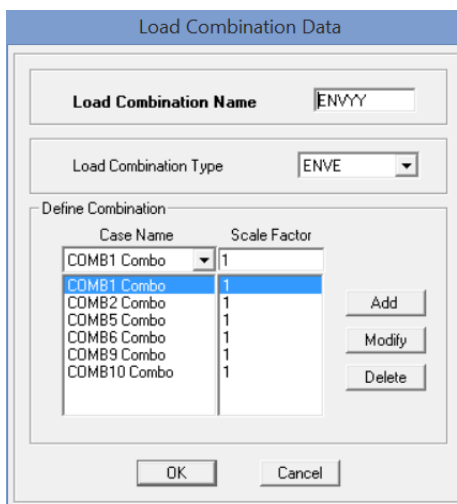 Load Combination Data
Load Combination Name ENVYY
Load Combination Type ENVE
Define Combination
Case Name Scale Factor
COMB1 Combo 1
COMB1 Combo 1
COMB2 Combo 1
COMB5 Combo 1
COMB6 Combo 1
COMB9 Combo 1
COMB10 Combo 1
Add
Modify
Delete
OK Cancel